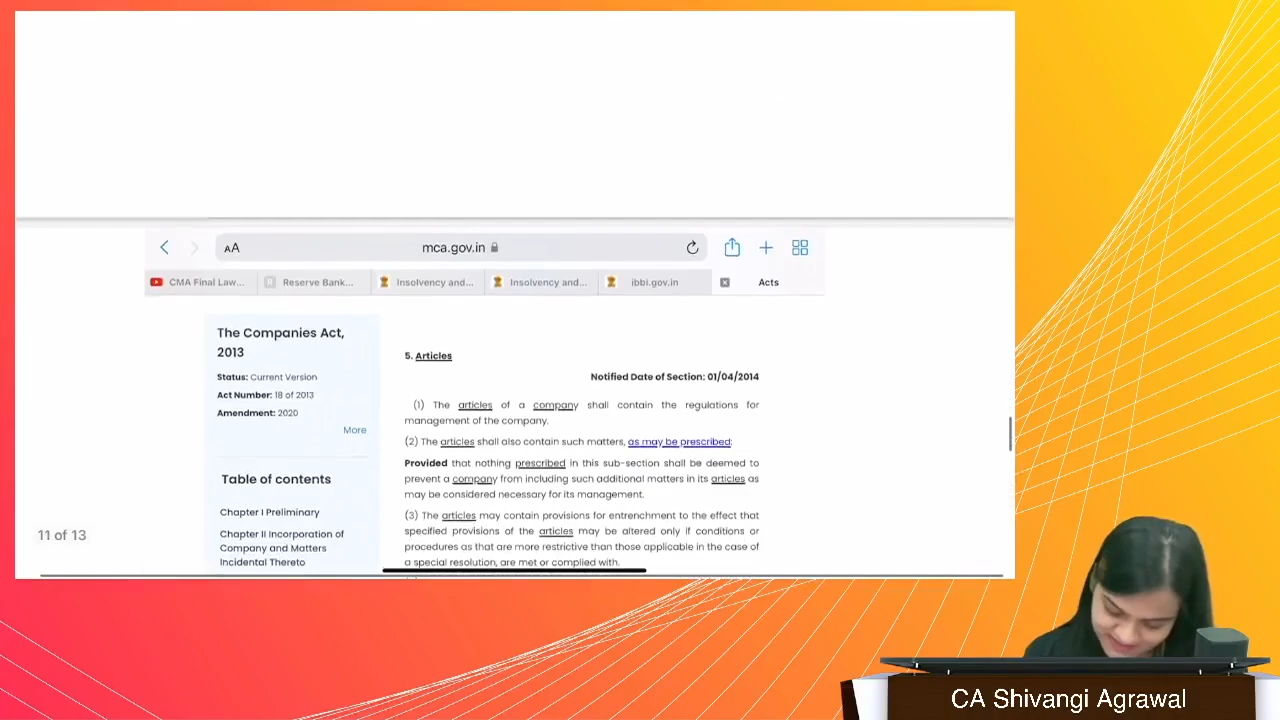 AA
mca.gov.in
CMA Final Law...
Reserve Bank...
Insolvency and...
Insolvency and...
ibbi.gov.in
Acts
The Companies Act,
2013
Status: Current Version
Act Number: 18 of 2013
Amendment: 2020
More
Table of contents
Chapter I Preliminary
Chapter II Incorporation of
Company and Matters
Incidental Thereto
5. Articles
Notified Date of Section: 01/04/2014
(1) The articles of a company shall contain the regulations for
management of the company.
(2) The articles shall also contain such matters, as may be prescribed:
Provided that nothing prescribed in this sub-section shall be deemed to
prevent a company from including such additional matters in its articles as
may be considered necessary for its management.
(3) The articles may contain provisions for entrenchment to the effect that
specified provisions of the articles may be altered only if conditions or
procedures as that are more restrictive than those applicable in the case of
a special resolution, are met or complied with.
11 of 13
CA Shivangi Agrawal